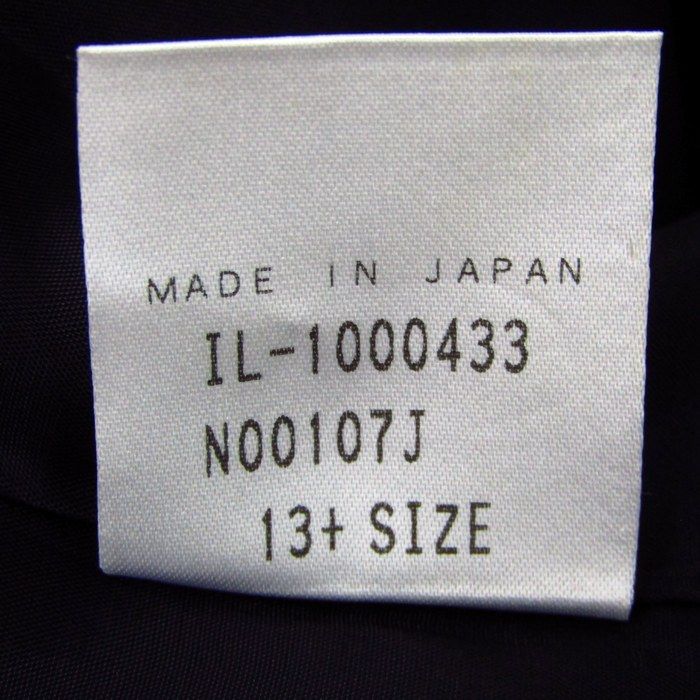 MADE IN JAPAN
IL-1000433
N00107J
13+ SIZE